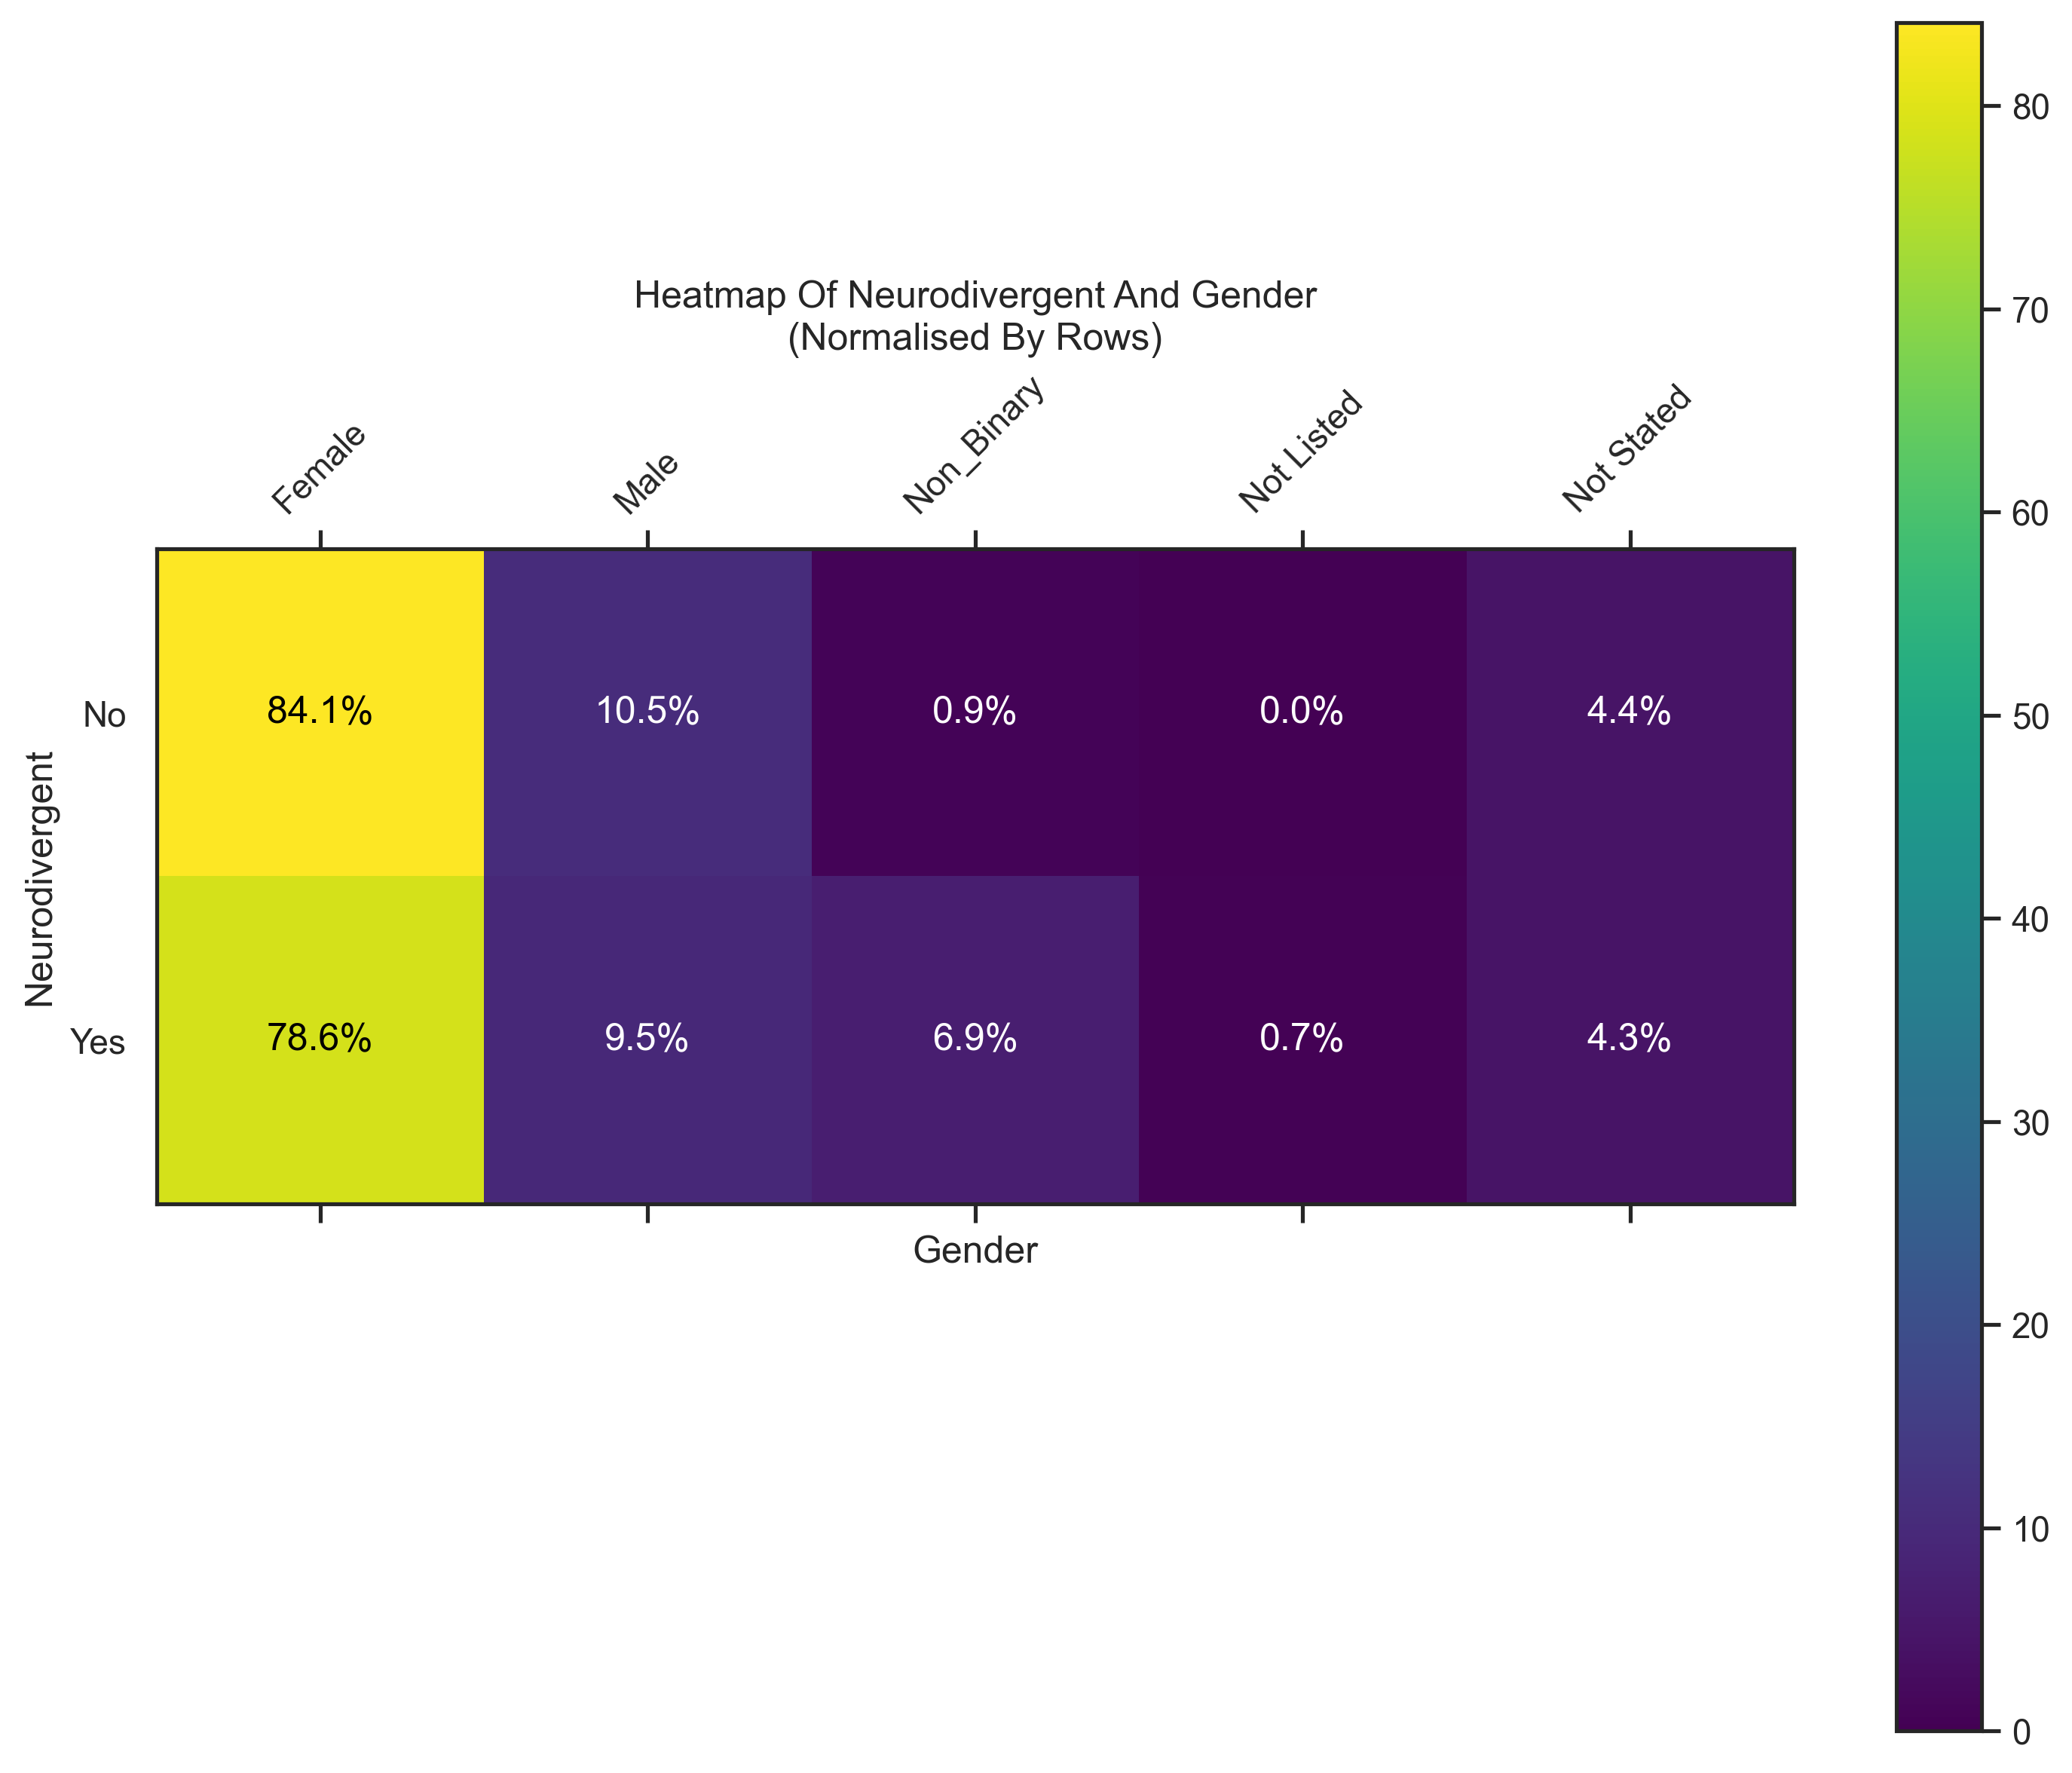 Heatmap Of Neurodivergent And Gender
(Normalised By Rows)
Female
Male
Non_Binary
Not Listed
Not Stated
Neurodivergent
No
84.1%
10.5%
0.9%
0.0%
4.4%
Yes
78.6%
9.5%
6.9%
0.7%
4.3%
Gender
80
70
60
50
40
30
20
10
0